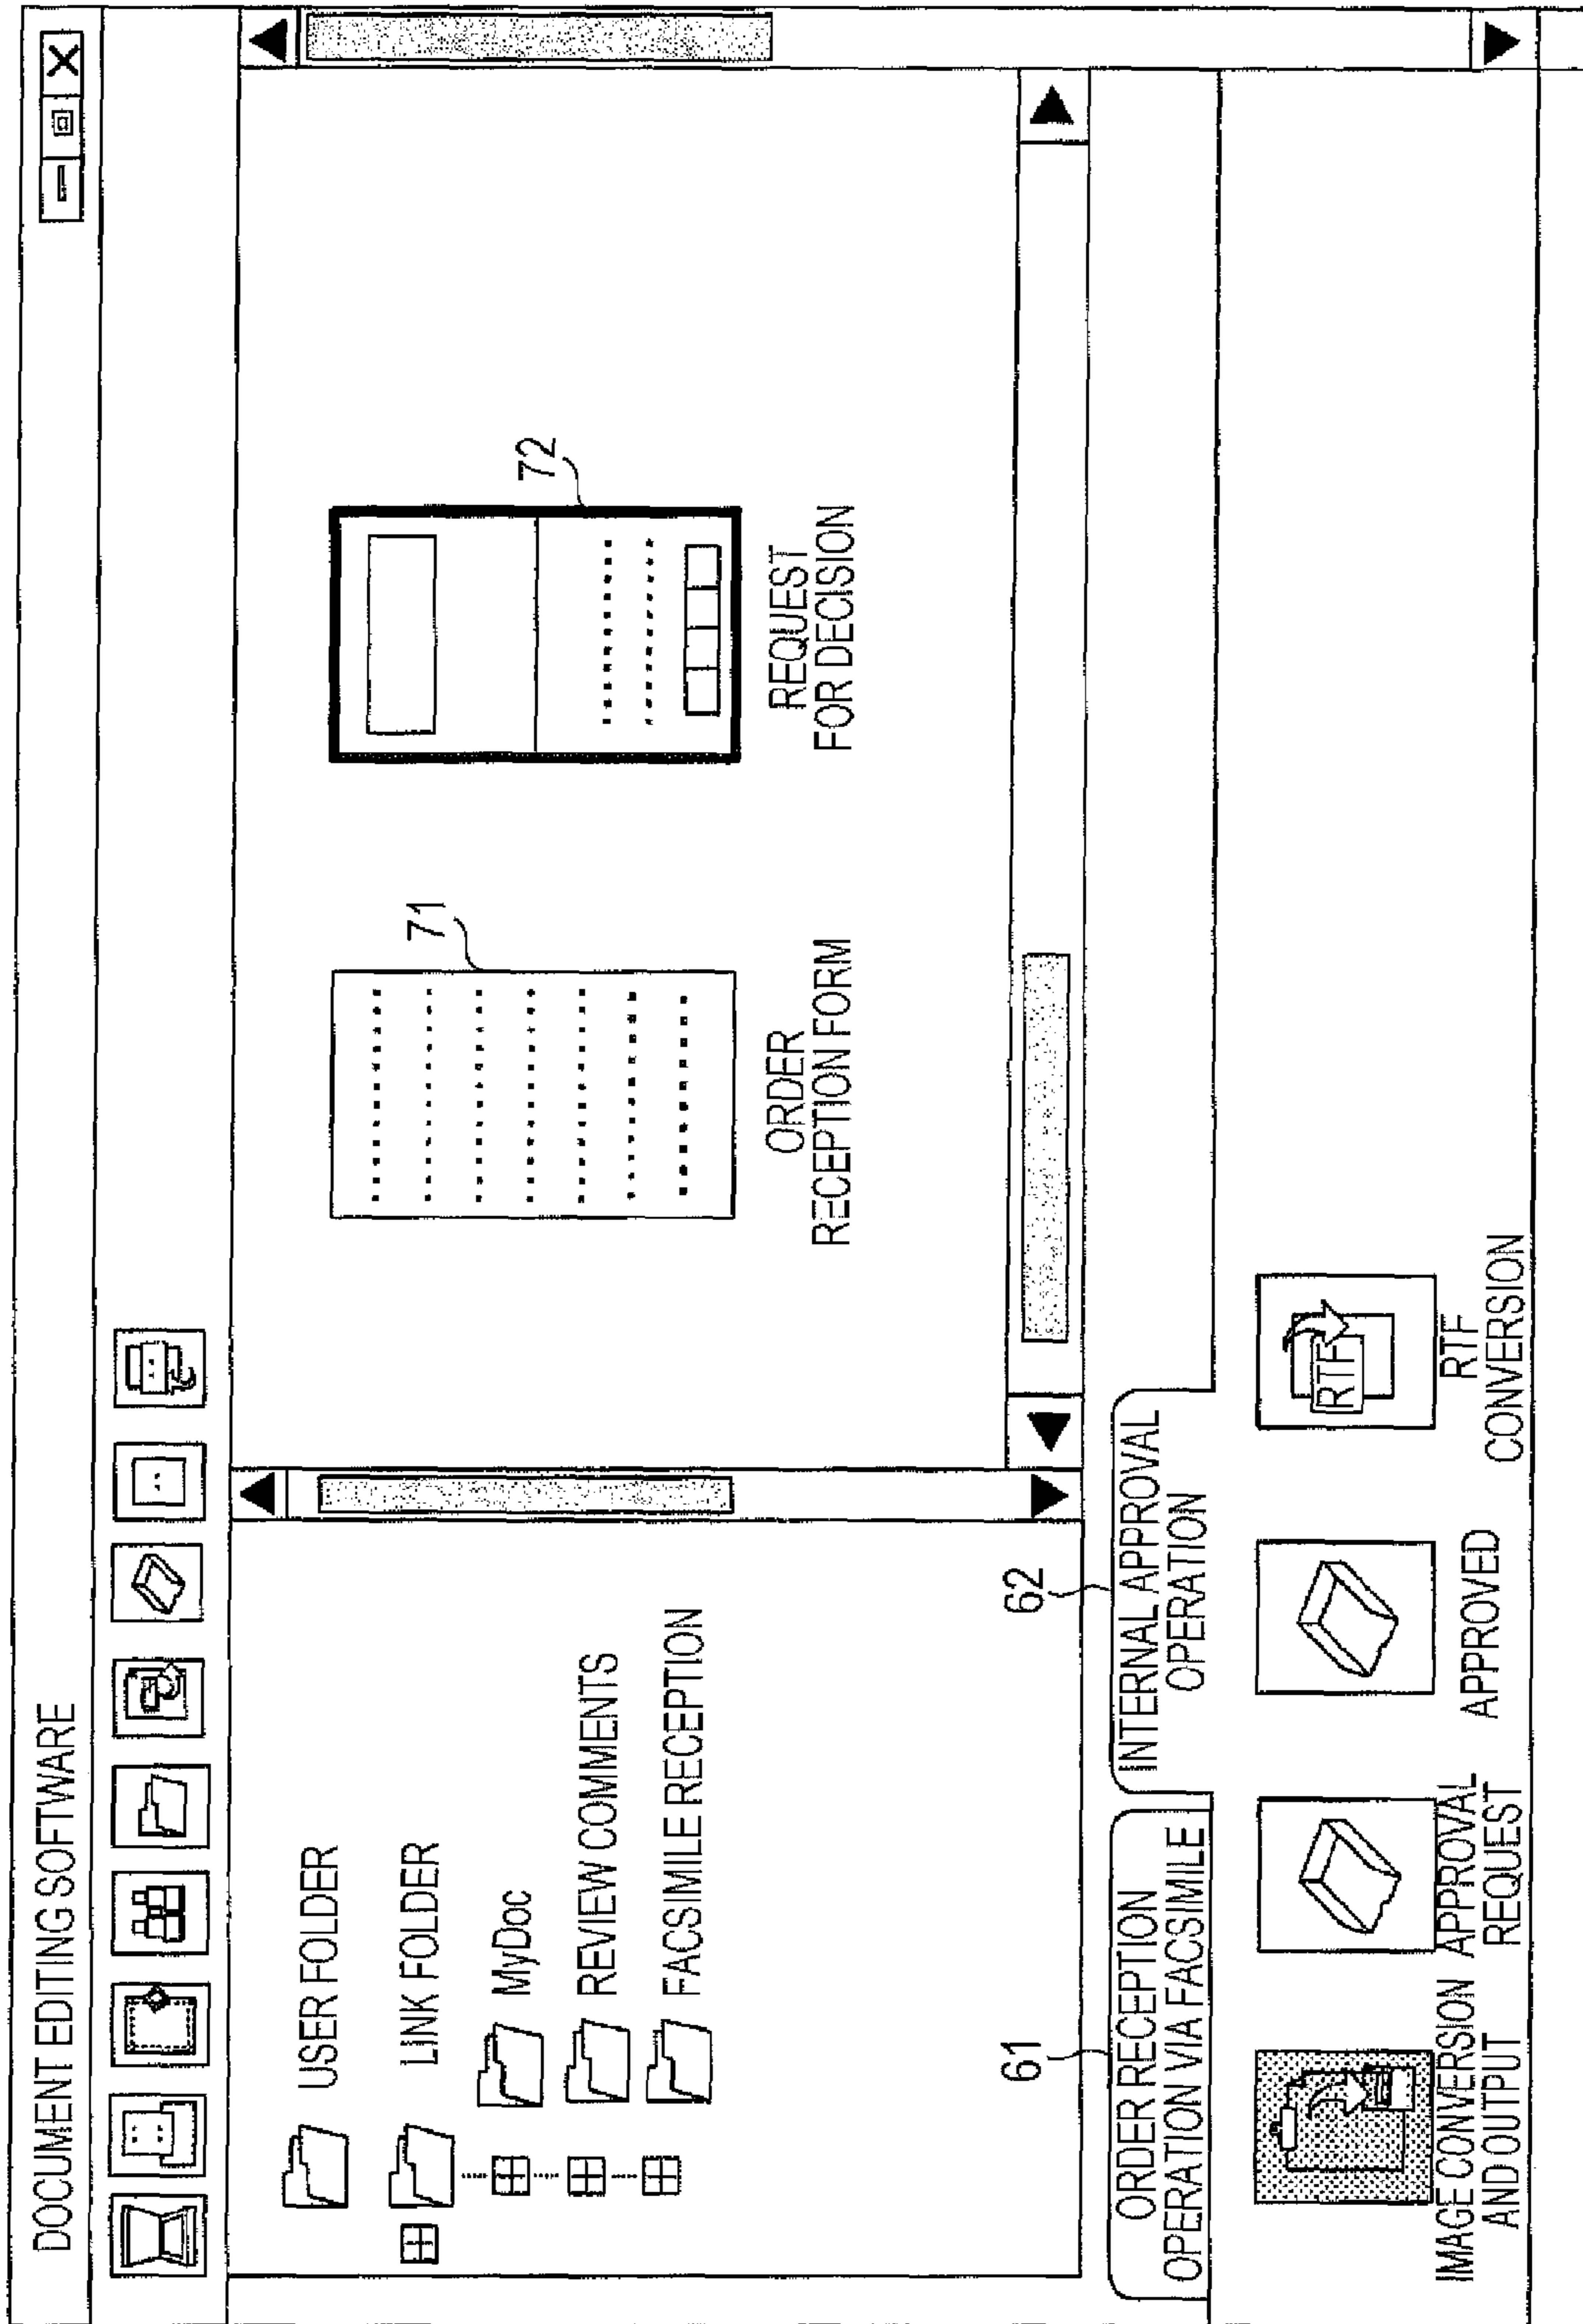 DOCUMENT EDITING SOFTWARE
USER FOLDER
LINK FOLDER
MyDoc
REVIEW COMMENTS
FACSIMILE RECEPTION
71
ORDER
RECEPTION FORM
72
REQUEST
FOR DECISION
61
ORDER RECEPTION
OPERATION VIA FACSIMILE
62
INTERNAL APPROVAL
OPERATION
IMAGE CONVERSION
AND OUTPUT
APPROVAL
REQUEST
APPROVED
RTF
RTF
CONVERSION